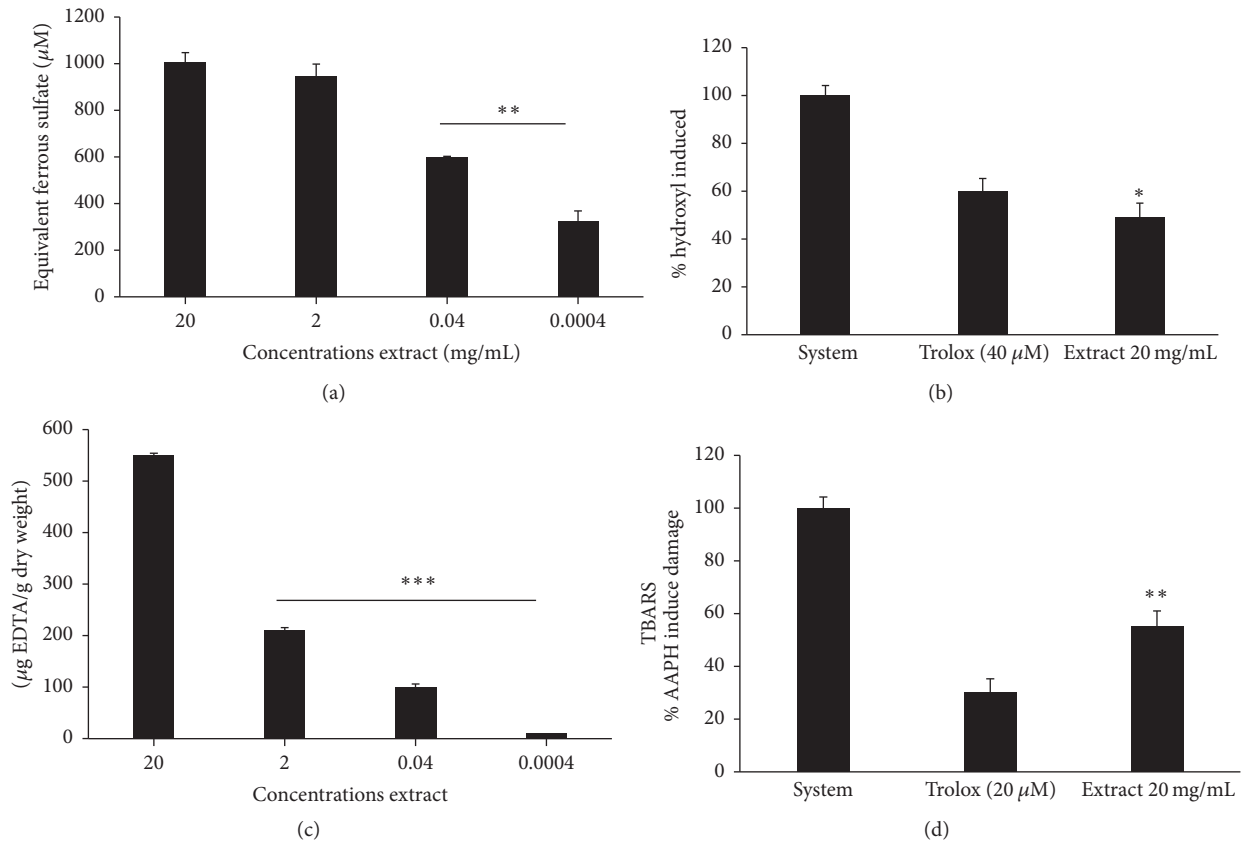 Equivalent ferrous sulfate (μM)
1200
1000
800
600
400
200
0
**
20 2 0.04 0.0004
Concentrations extract (mg/mL)
(a)
% hydroxyl induced
120
100
80
60
40
20
0
*
System Trolox (40 μM) Extract 20 mg/mL
(b)
(μg EDTA/g dry weight)
600
500
400
300
200
100
0
***
20 2 0.04 0.0004
Concentrations extract
(c)
TBARS
% AAPH induce damage
120
100
80
60
40
20
0
**
System Trolox (20 μM) Extract 20 mg/mL
(d)